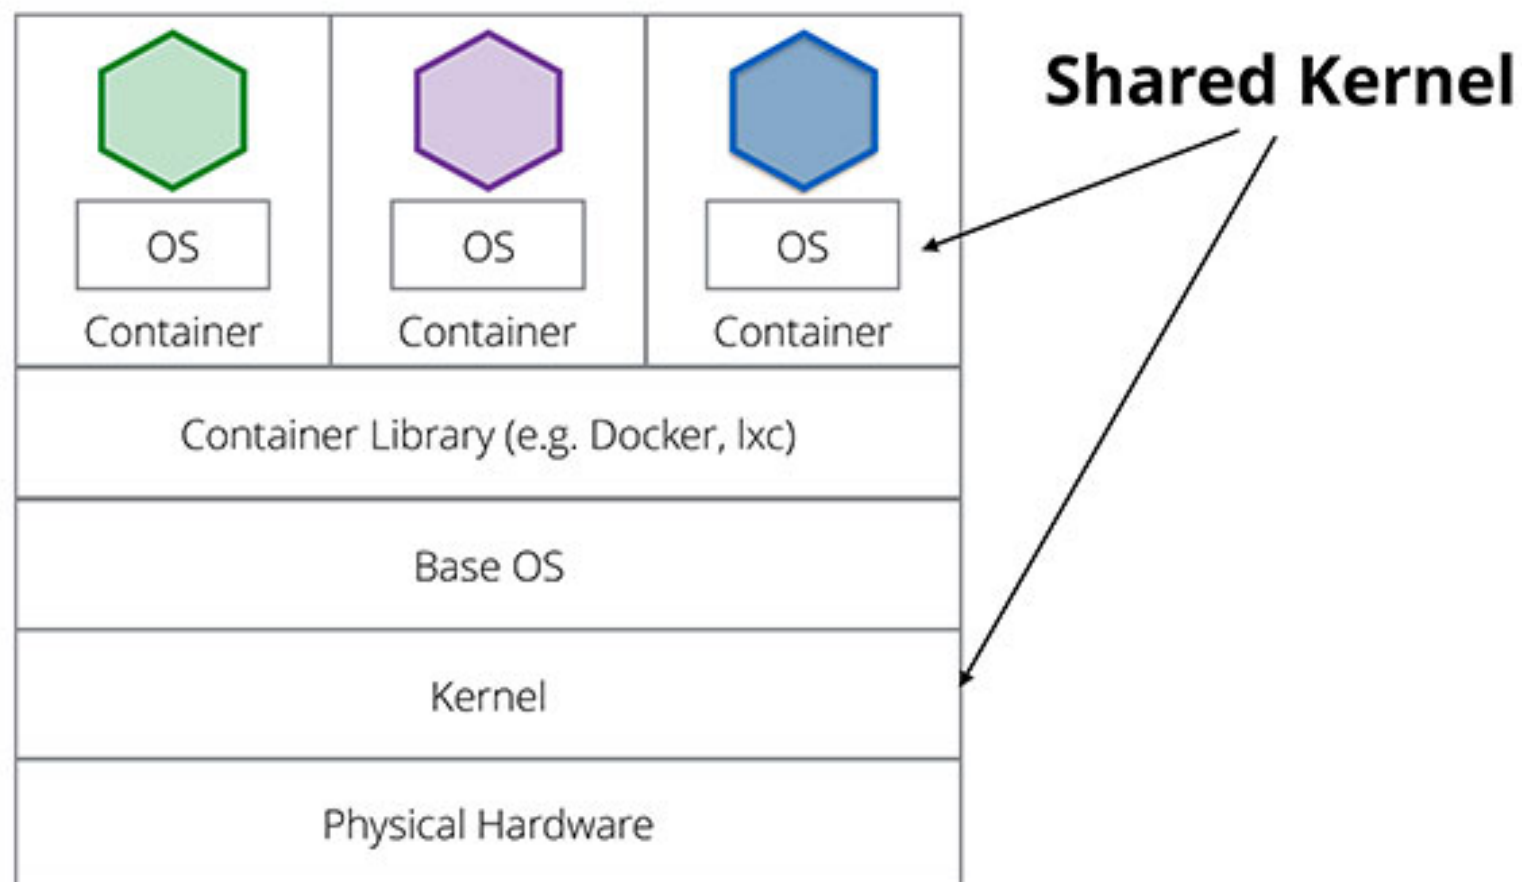 Shared Kernel
OS
OS
OS
Container
Container
Container
Container Library (e.g. Docker, lxc)
Base OS
Kernel
Physical Hardware